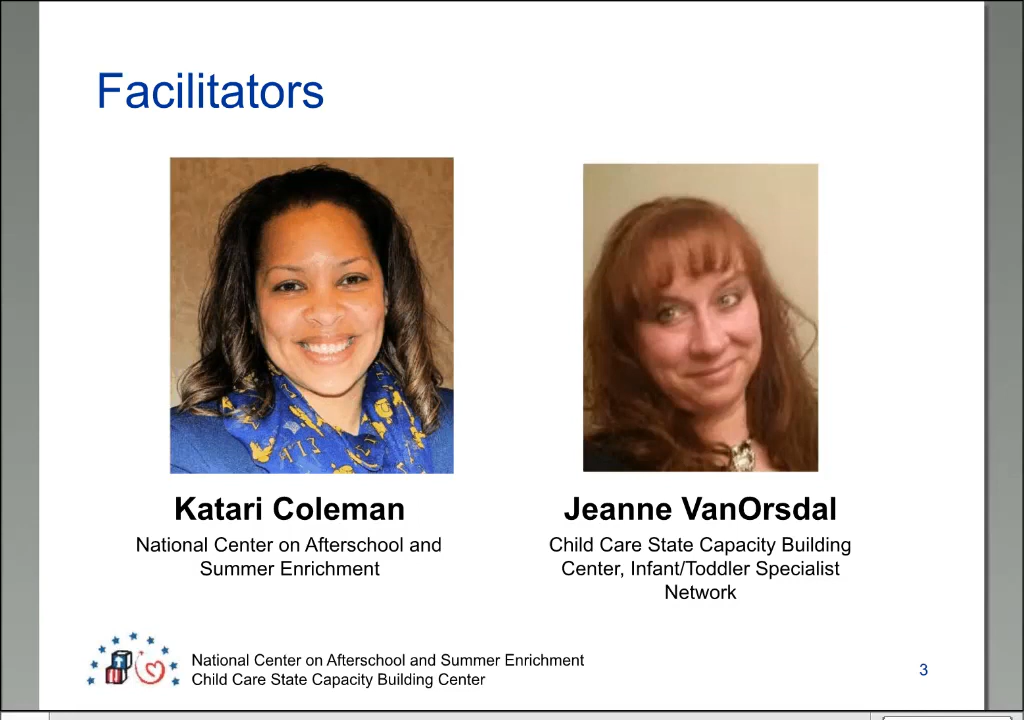 Facilitators
Katari Coleman
National Center on Afterschool and
Summer Enrichment
Jeanne VanOrsdal
Child Care State Capacity Building
Center, Infant/Toddler Specialist
Network
National Center on Afterschool and Summer Enrichment
Child Care State Capacity Building Center
3